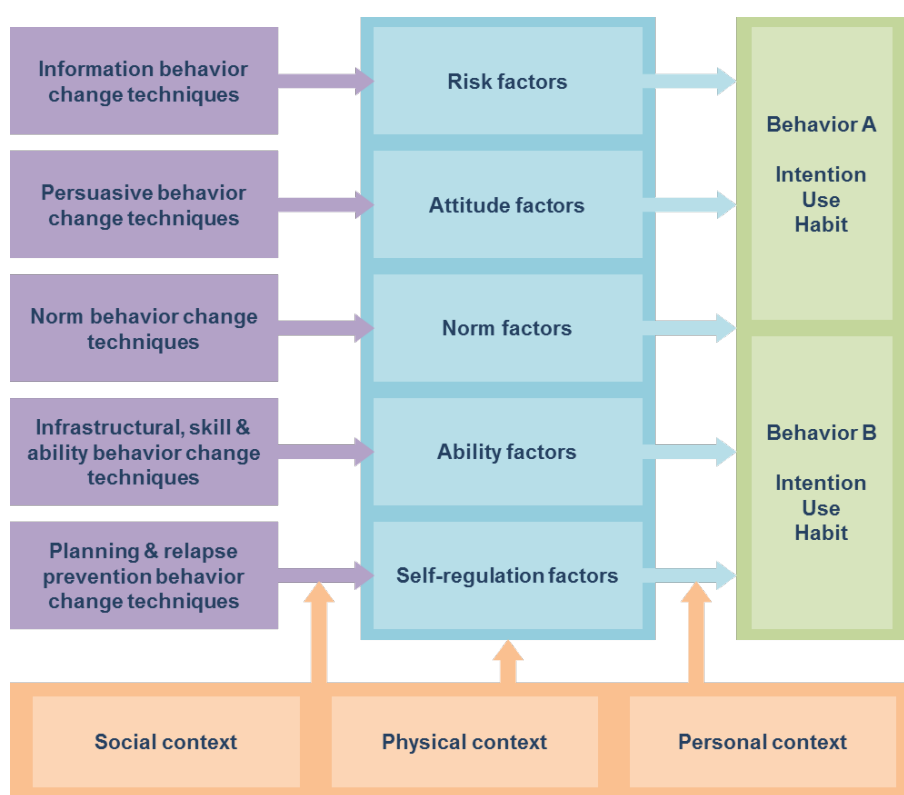 Information behavior
change techniques
Risk factors
Persuasive behavior
change techniques
Attitude factors
Norm behavior change
techniques
Norm factors
Infrastructural, skill &
ability behavior change
techniques
Ability factors
Planning & relapse
prevention behavior
change techniques
Self-regulation factors
Behavior A
Intention
Use
Habit
Behavior B
Intention
Use
Habit
Social context
Physical context
Personal context